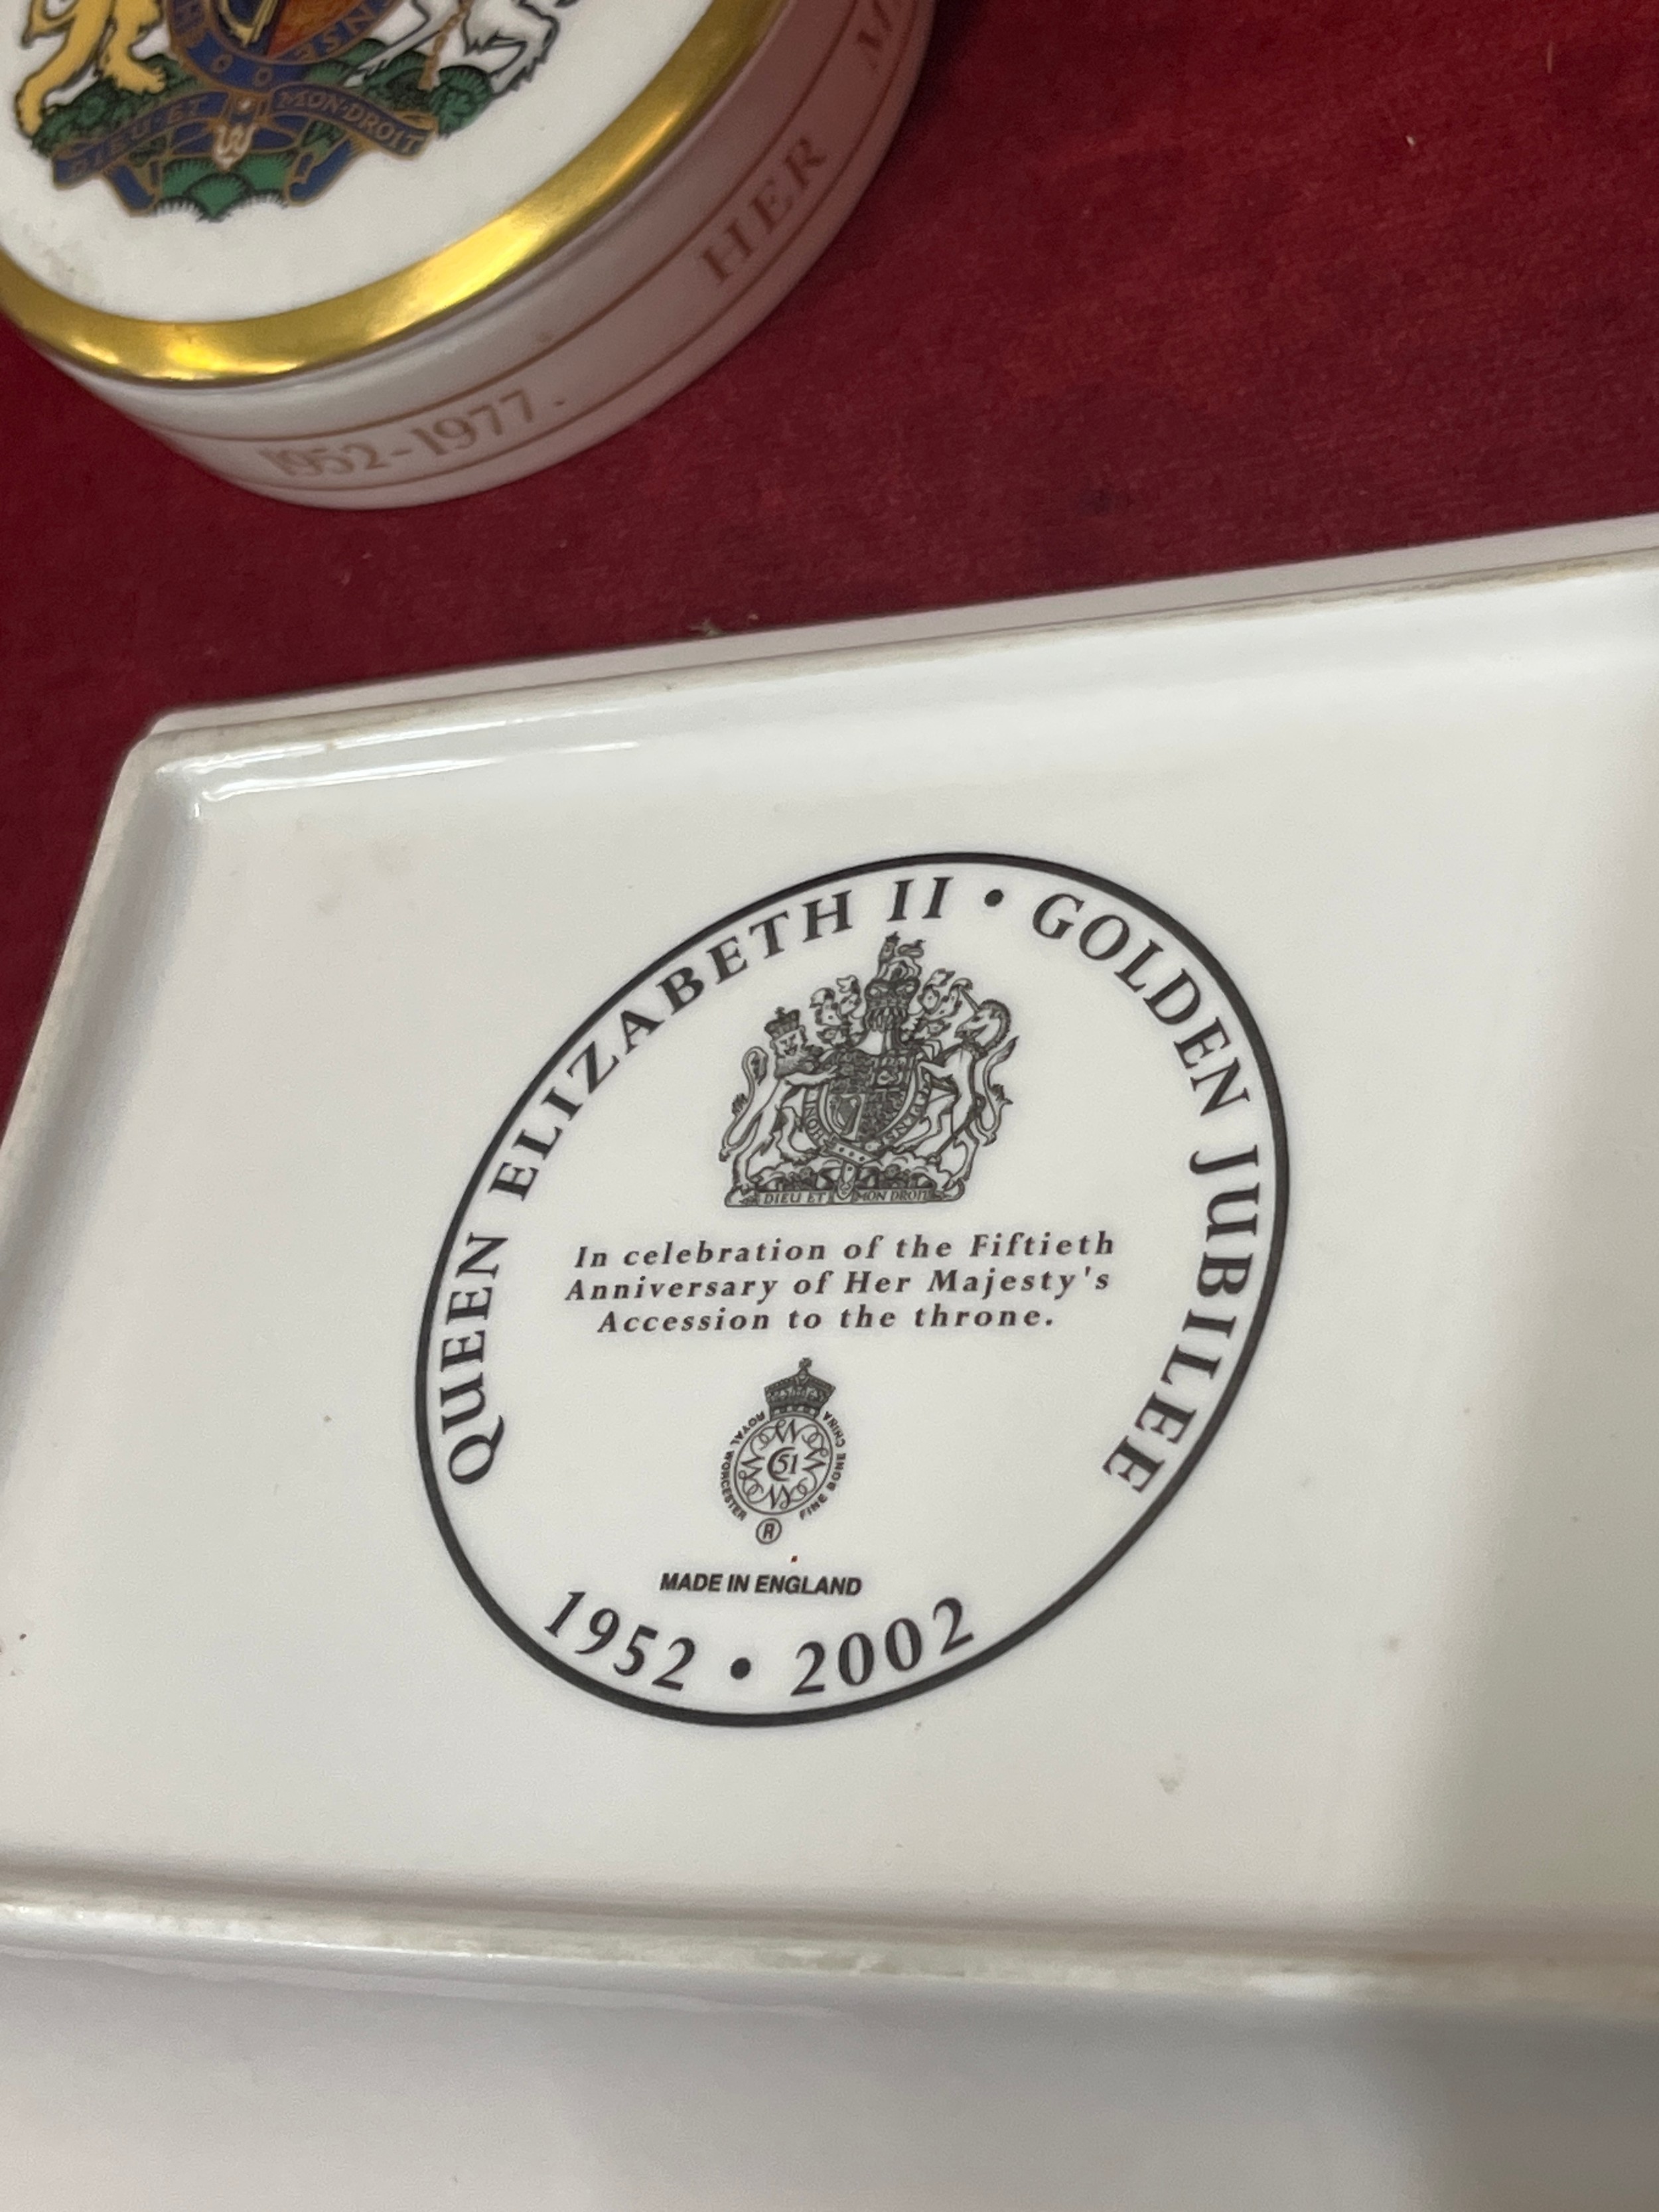 DIEU·ET MON·DROIT
1952-1977.
HER
QUEEN ELIZABETH II • GOLDEN JUBILEE
DIEU ET MON DROIT
In celebration of the Fiftieth
Anniversary of Her Majesty's
Accession to the throne.
ROYAL WORCESTER FINE BONE CHINA
51
®
MADE IN ENGLAND
1952 • 2002